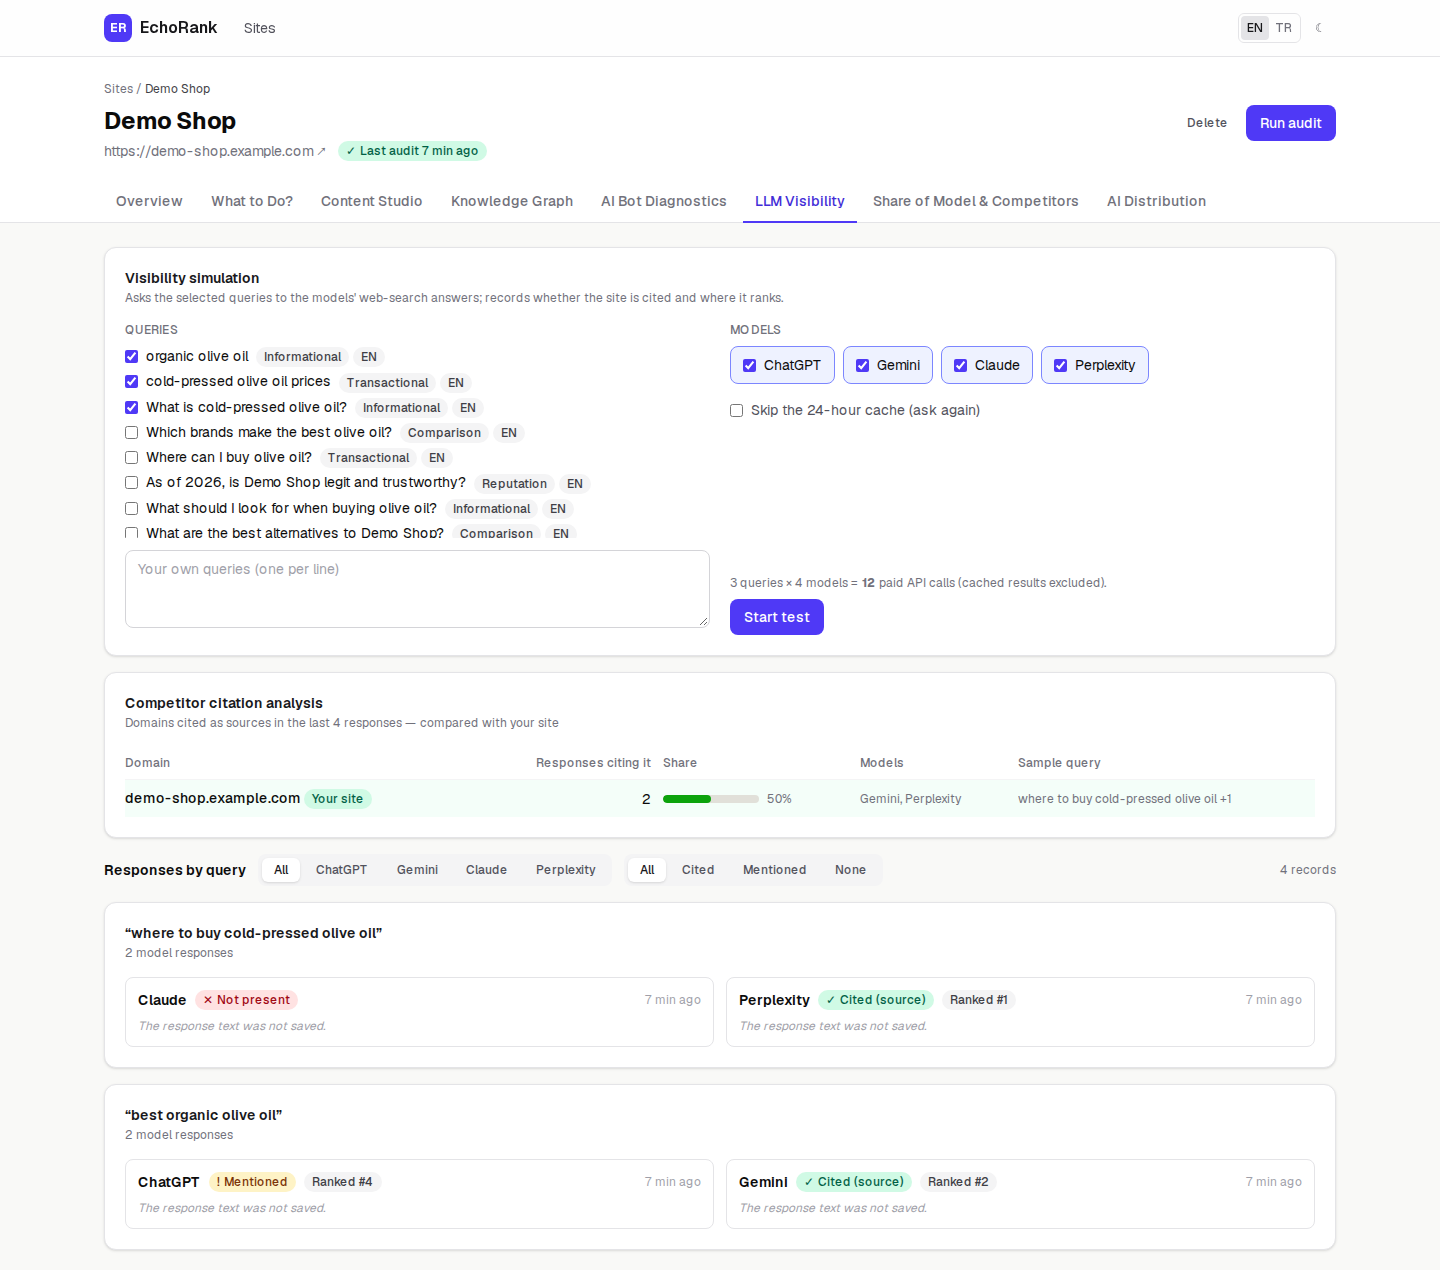 ER EchoRank Sites EN TR
Sites / Demo Shop
Demo Shop
Delete Run audit
https://demo-shop.example.com ↗ ✓ Last audit 7 min ago
Overview What to Do? Content Studio Knowledge Graph AI Bot Diagnostics LLM Visibility Share of Model & Competitors AI Distribution
Visibility simulation
Asks the selected queries to the models' web-search answers; records whether the site is cited and where it ranks.
QUERIES
organic olive oil Informational EN
cold-pressed olive oil prices Transactional EN
What is cold-pressed olive oil? Informational EN
Which brands make the best olive oil? Comparison EN
Where can I buy olive oil? Transactional EN
As of 2026, is Demo Shop legit and trustworthy? Reputation EN
What should I look for when buying olive oil? Informational EN
What are the best alternatives to Demo Shop? Comparison EN
Your own queries (one per line)
MODELS
ChatGPT Gemini Claude Perplexity
Skip the 24-hour cache (ask again)
3 queries × 4 models = 12 paid API calls (cached results excluded).
Start test
Competitor citation analysis
Domains cited as sources in the last 4 responses — compared with your site
Domain Responses citing it Share Models Sample query
demo-shop.example.com Your site 2 50% Gemini, Perplexity where to buy cold-pressed olive oil +1
Responses by query All ChatGPT Gemini Claude Perplexity All Cited Mentioned None 4 records
“where to buy cold-pressed olive oil”
2 model responses
Claude ✕ Not present 7 min ago
The response text was not saved.
Perplexity ✓ Cited (source) Ranked #1 7 min ago
The response text was not saved.
“best organic olive oil”
2 model responses
ChatGPT ! Mentioned Ranked #4 7 min ago
The response text was not saved.
Gemini ✓ Cited (source) Ranked #2 7 min ago
The response text was not saved.